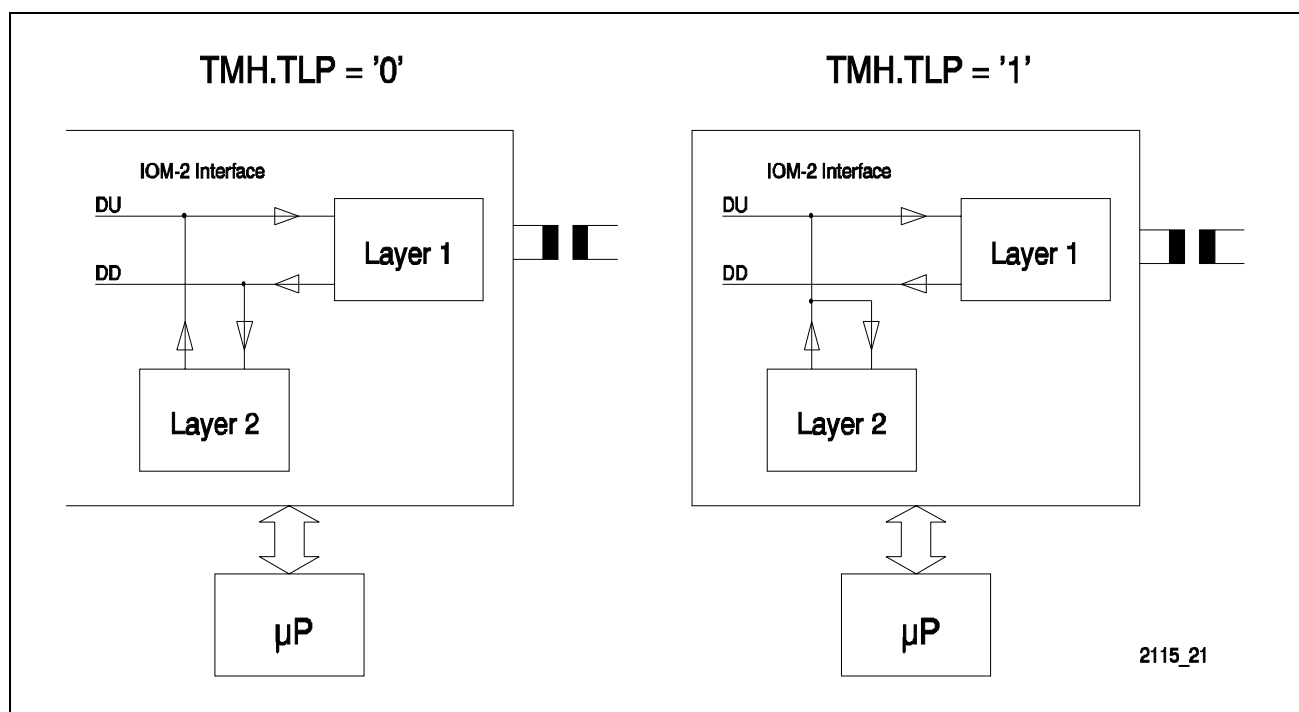 TMH.TLP = '0'
IOM-2 Interface
DU
Layer 1
DD
Layer 2
µP
TMH.TLP = '1'
IOM-2 Interface
DU
Layer 1
DD
Layer 2
µP
2115_21